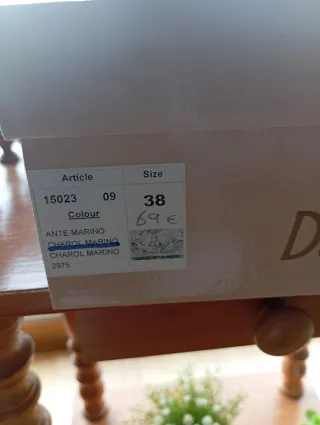 Article Size
15023 09 38
Colour 69 €
ANTE MARINO
CHAROL MARINO
CHAROL MARINO
2975
D